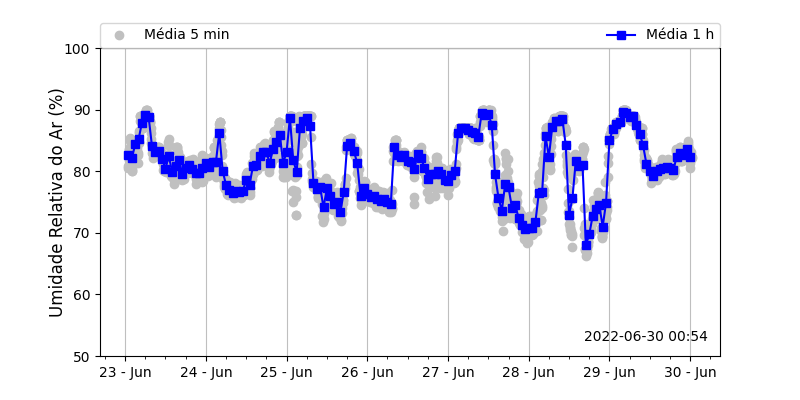 Média 5 min
Média 1 h
Umidade Relativa do Ar (%)
100
90
80
70
60
50
2022-06-30 00:54
23 - Jun
24 - Jun
25 - Jun
26 - Jun
27 - Jun
28 - Jun
29 - Jun
30 - Jun